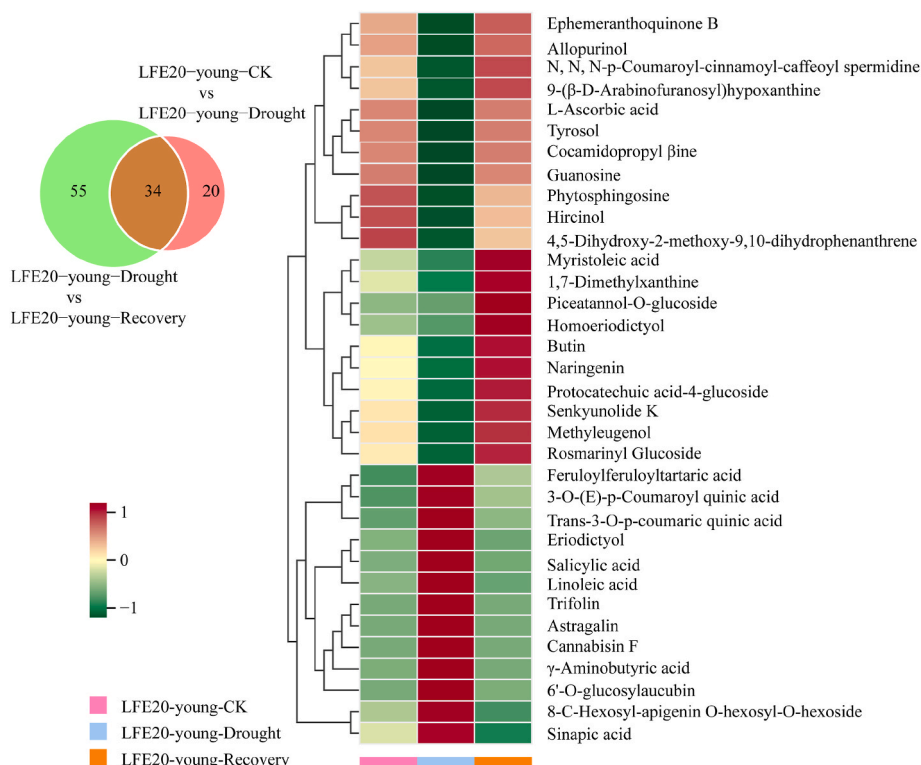 LFE20-young-CK
vs
LFE20-young-Drought
55
34
20
LFE20-young-Drought
vs
LFE20-young-Recovery
Ephemeranthoquinone B
Allopurinol
N, N, N-p-Coumaroyl-cinnamoyl-caffeoyl spermidine
9-(β-D-Arabinofuranosyl)hypoxanthine
L-Ascorbic acid
Tyrosol
Cocamidopropyl βine
Guanosine
Phytosphingosine
Hircinol
4,5-Dihydroxy-2-methoxy-9,10-dihydrophenanthrene
Myristoleic acid
1,7-Dimethylxanthine
Piceatannol-O-glucoside
Homoeriodictyol
Butin
Naringenin
Protocatechuic acid-4-glucoside
Senkyunolide K
Methyleugenol
Rosmarinyl Glucoside
Feruloylferuloyltartaric acid
3-O-(E)-p-Coumaroyl quinic acid
Trans-3-O-p-coumaric quinic acid
Eriodictyol
Salicylic acid
Linoleic acid
Trifolin
Astragalin
Cannabisin F
γ-Aminobutyric acid
6'-O-glucosylaucubin
8-C-Hexosyl-apigenin O-hexosyl-O-hexoside
Sinapic acid
1
0
−1
LFE20-young-CK
LFE20-young-Drought
LFE20-young-Recovery